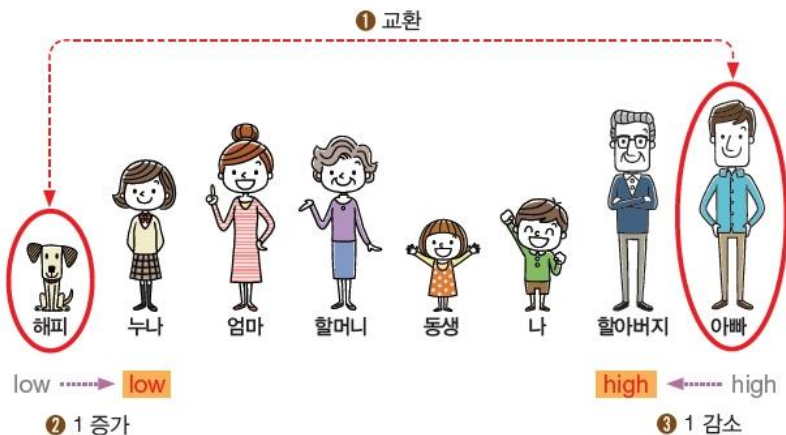 ❶ 교환
해피 누나 엄마 할머니 동생 나 할아버지 아빠
low low high high
❷ 1 증가 ❸ 1 감소